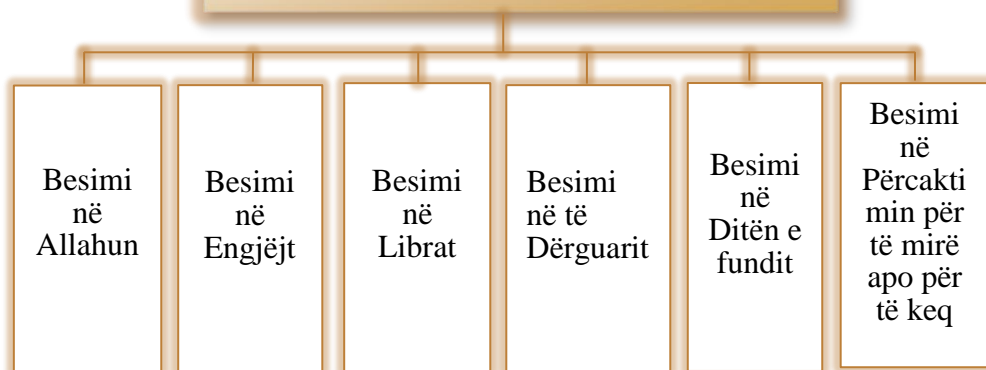 Besimi
në
Allahun
Besimi
në
Engjëjt
Besimi
në
Librat
Besimi
në të
Dërguarit
Besimi
në
Ditën e
fundit
Besimi
në
Përcakti
min për
të mirë
apo për
të keq